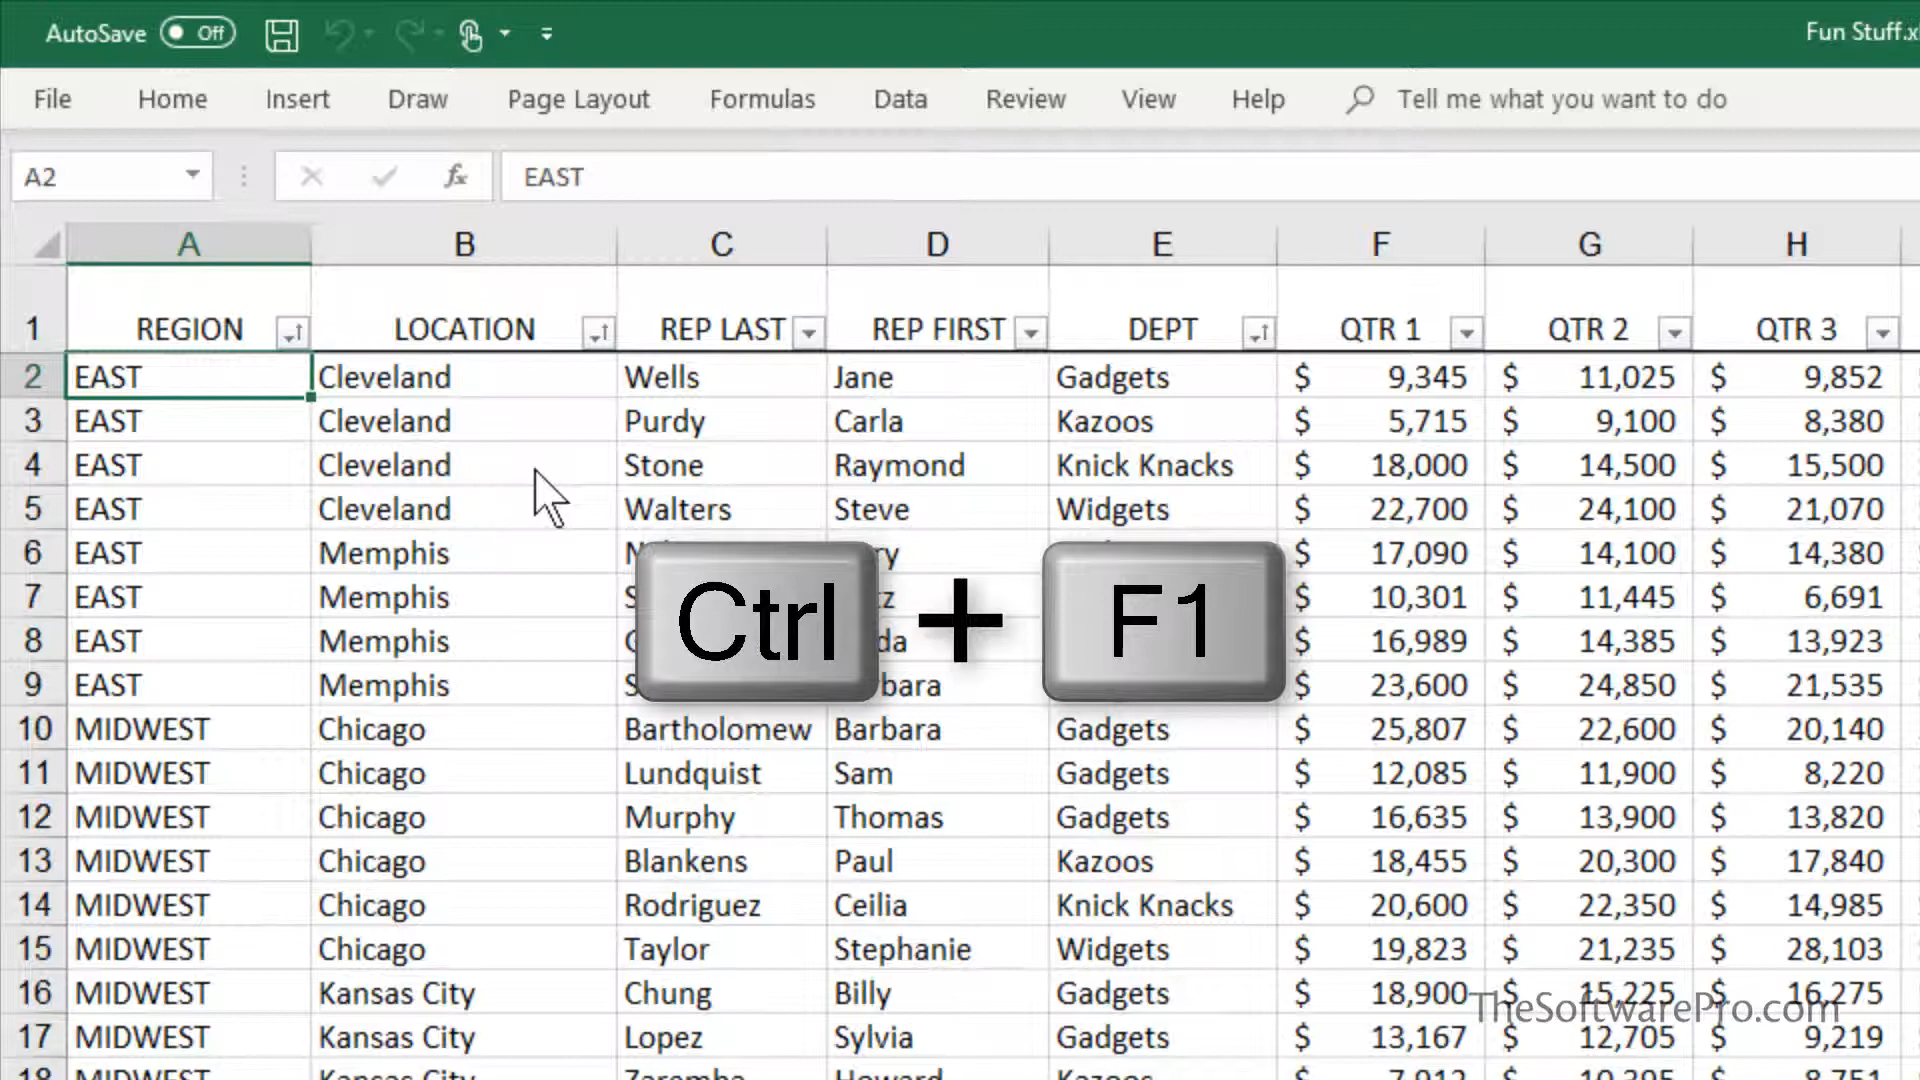 AutoSave Off Fun Stuff.x
File Home Insert Draw Page Layout Formulas Data Review View Help Tell me what you want to do
A2 fx EAST
A B C D E F G H
1 REGION LOCATION REP LAST REP FIRST DEPT QTR 1 QTR 2 QTR 3
2 EAST Cleveland Wells Jane Gadgets $ 9,345 $ 11,025 $ 9,852
3 EAST Cleveland Purdy Carla Kazoos $ 5,715 $ 9,100 $ 8,380
4 EAST Cleveland Stone Raymond Knick Knacks $ 18,000 $ 14,500 $ 15,500
5 EAST Cleveland Walters Steve Widgets $ 22,700 $ 24,100 $ 21,070
6 EAST Memphis $ 17,090 $ 14,100 $ 14,380
7 EAST Memphis $ 10,301 $ 11,445 $ 6,691
Ctrl + F1
8 EAST Memphis $ 16,989 $ 14,385 $ 13,923
9 EAST Memphis $ 23,600 $ 24,850 $ 21,535
10 MIDWEST Chicago Bartholomew Barbara Gadgets $ 25,807 $ 22,600 $ 20,140
11 MIDWEST Chicago Lundquist Sam Gadgets $ 12,085 $ 11,900 $ 8,220
12 MIDWEST Chicago Murphy Thomas Gadgets $ 16,635 $ 13,900 $ 13,820
13 MIDWEST Chicago Blankens Paul Kazoos $ 18,455 $ 20,300 $ 17,840
14 MIDWEST Chicago Rodriguez Ceilia Knick Knacks $ 20,600 $ 22,350 $ 14,985
15 MIDWEST Chicago Taylor Stephanie Widgets $ 19,823 $ 21,235 $ 28,103
16 MIDWEST Kansas City Chung Billy Gadgets $ 18,900 $ 15,225 $ 16,275
TheSoftwarePro.com
17 MIDWEST Kansas City Lopez Sylvia Gadgets $ 13,167 $ 12,705 $ 9,219
18 MIDWEST Kansas City Howard Kazoos